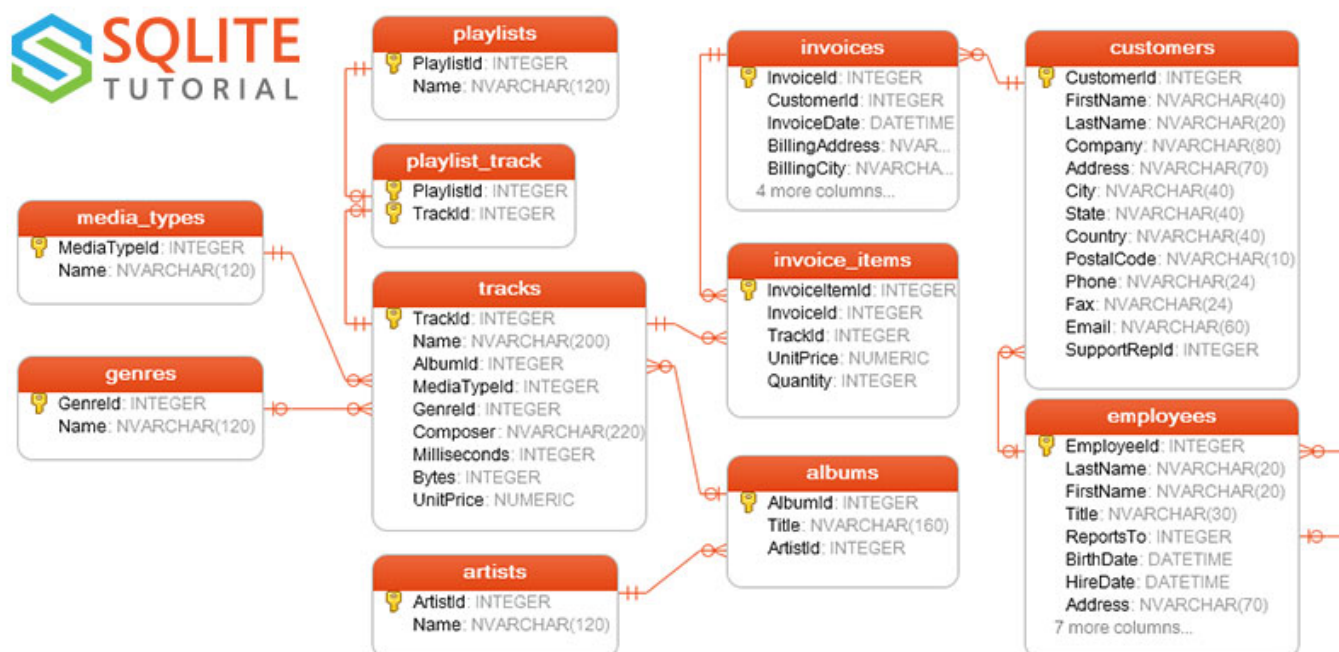 SQLITE
TUTORIAL
playlists
PlaylistId: INTEGER
Name: NVARCHAR(120)
playlist_track
PlaylistId: INTEGER
TrackId: INTEGER
media_types
MediaTypeId: INTEGER
Name: NVARCHAR(120)
genres
GenreId: INTEGER
Name: NVARCHAR(120)
tracks
TrackId: INTEGER
Name: NVARCHAR(200)
AlbumId: INTEGER
MediaTypeId: INTEGER
GenreId: INTEGER
Composer: NVARCHAR(220)
Milliseconds: INTEGER
Bytes: INTEGER
UnitPrice: NUMERIC
artists
ArtistId: INTEGER
Name: NVARCHAR(120)
invoices
InvoiceId: INTEGER
CustomerId: INTEGER
InvoiceDate: DATETIME
BillingAddress: NVAR...
BillingCity: NVARCHA...
4 more columns...
invoice_items
InvoiceItemId: INTEGER
InvoiceId: INTEGER
TrackId: INTEGER
UnitPrice: NUMERIC
Quantity: INTEGER
albums
AlbumId: INTEGER
Title: NVARCHAR(160)
ArtistId: INTEGER
customers
CustomerId: INTEGER
FirstName: NVARCHAR(40)
LastName: NVARCHAR(20)
Company: NVARCHAR(80)
Address: NVARCHAR(70)
City: NVARCHAR(40)
State: NVARCHAR(40)
Country: NVARCHAR(40)
PostalCode: NVARCHAR(10)
Phone: NVARCHAR(24)
Fax: NVARCHAR(24)
Email: NVARCHAR(60)
SupportRepId: INTEGER
employees
EmployeeId: INTEGER
LastName: NVARCHAR(20)
FirstName: NVARCHAR(20)
Title: NVARCHAR(30)
ReportsTo: INTEGER
BirthDate: DATETIME
HireDate: DATETIME
Address: NVARCHAR(70)
7 more columns...